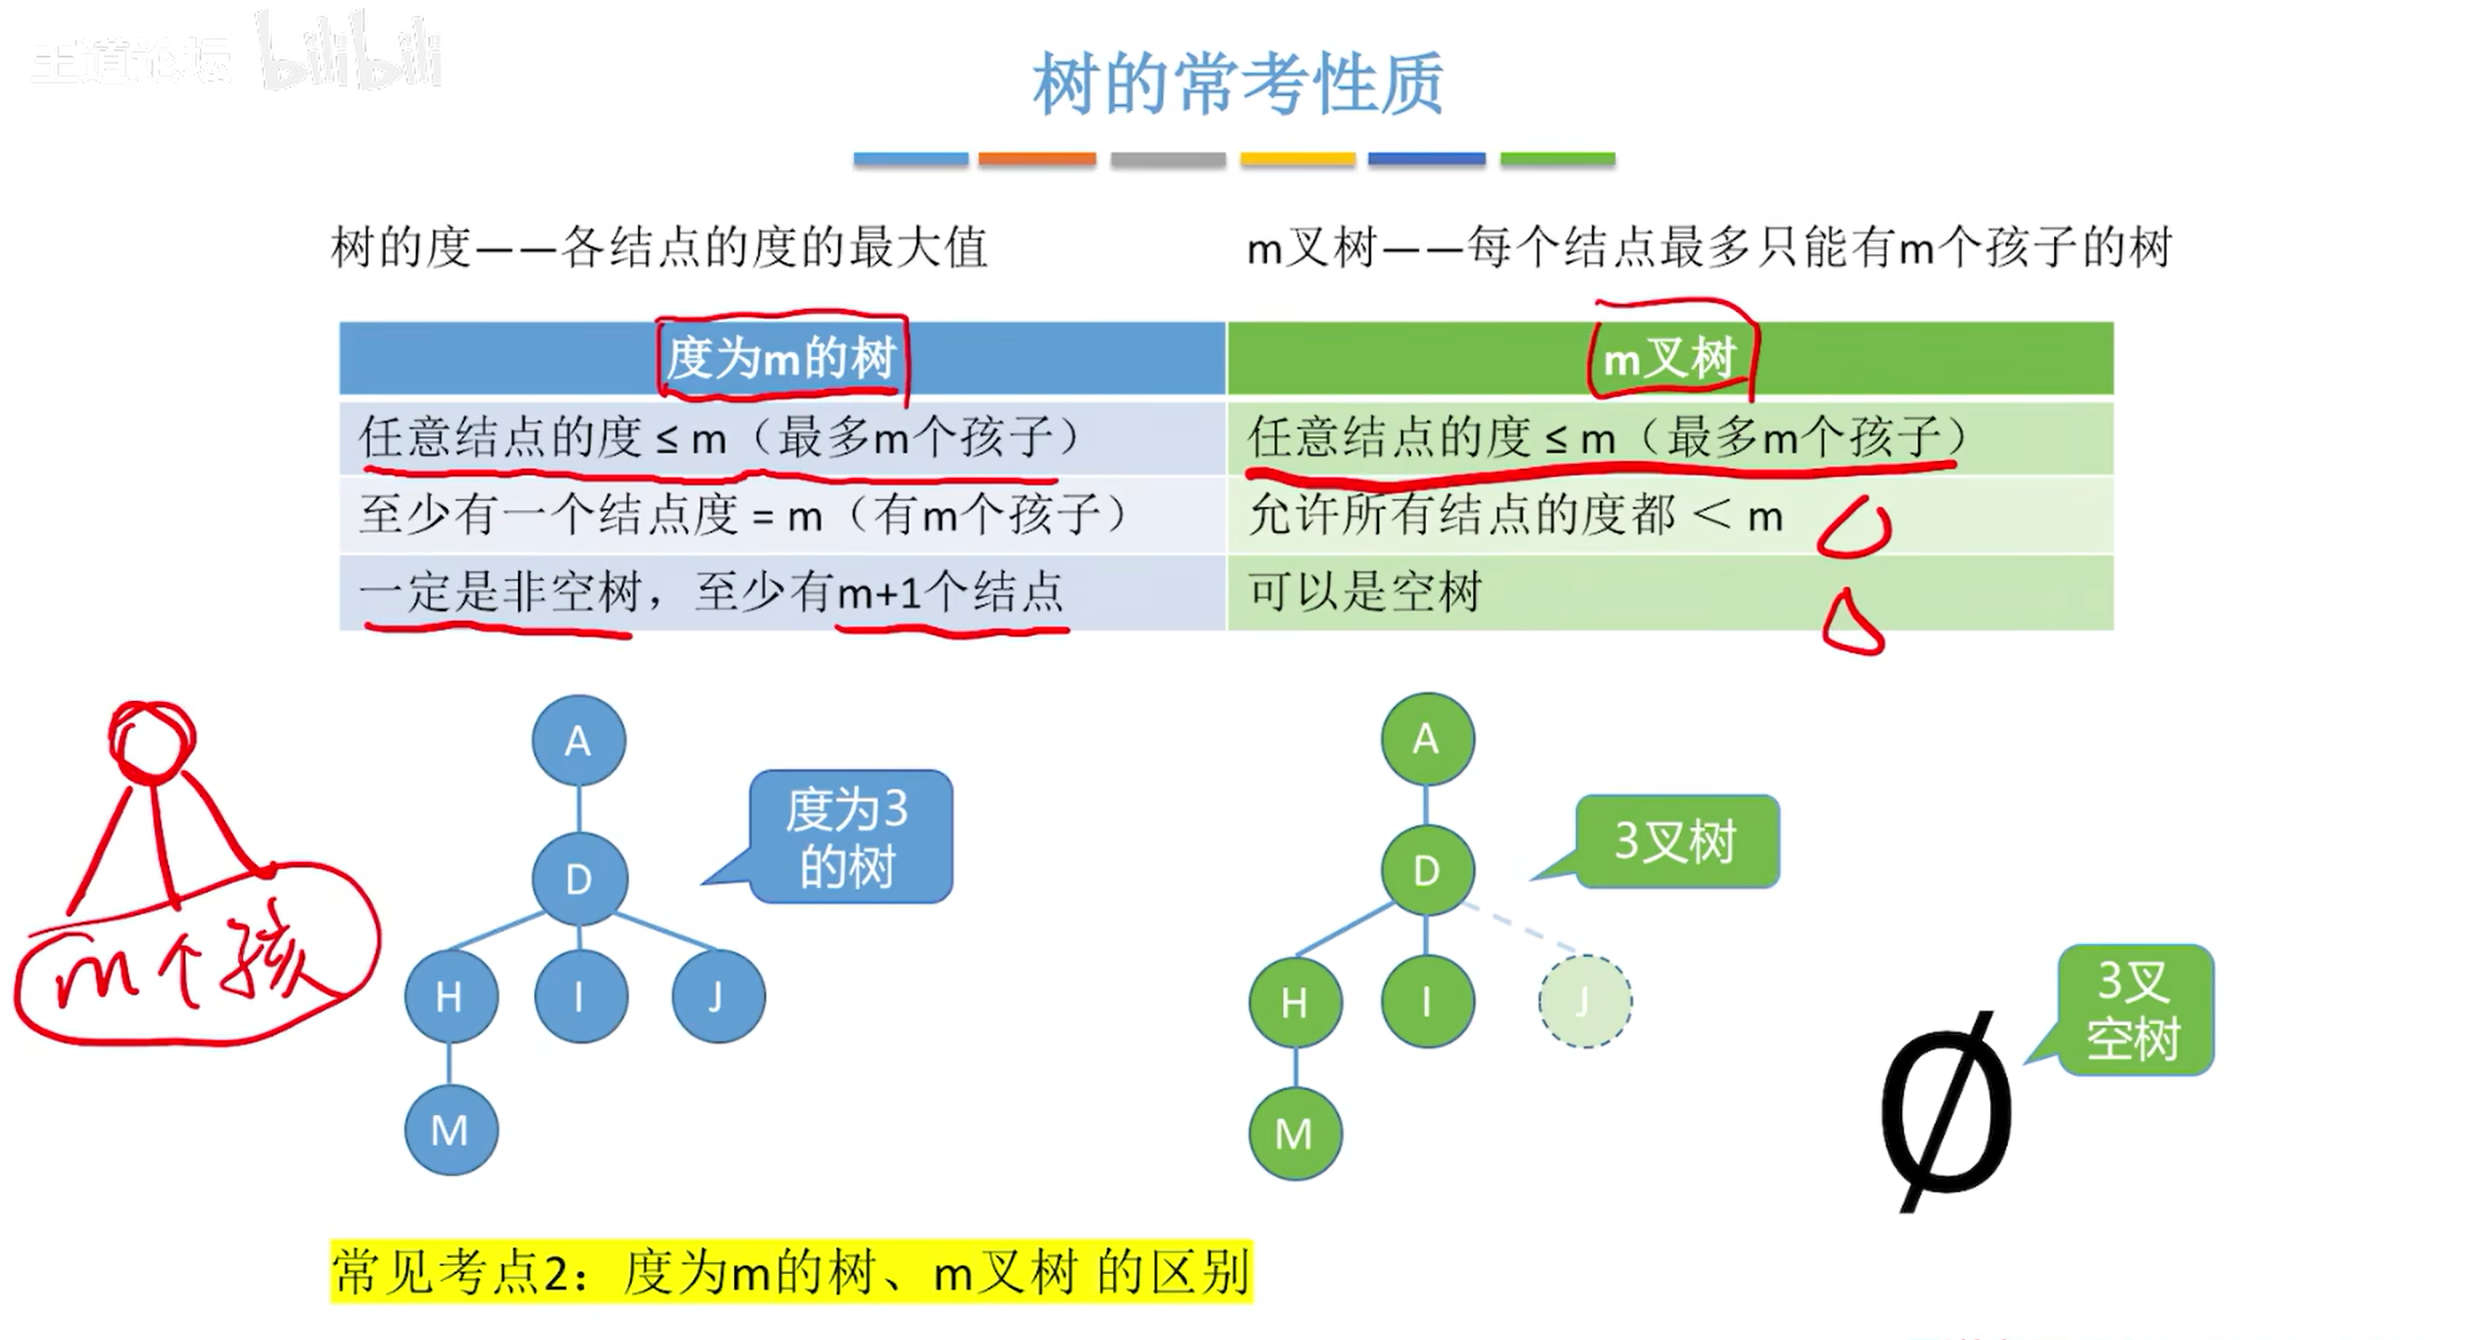 王道论坛 bilibili
树的常考性质
树的度——各结点的度的最大值
m叉树——每个结点最多只能有m个孩子的树
度为m的树
m叉树
任意结点的度 ≤ m（最多m个孩子）
任意结点的度 ≤ m（最多m个孩子）
至少有一个结点度 = m（有m个孩子）
允许所有结点的度都 < m
一定是非空树，至少有m+1个结点
可以是空树
A
D
H I J
M
度为3
的树
m个孩
A
D
H I J
M
3叉树
3叉
空树
Ø
常见考点2：度为m的树、m叉树 的区别